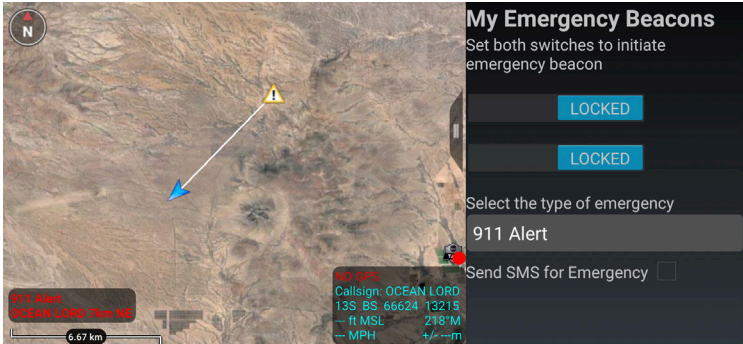 N
911 Alert
OCEAN LORD 7km NE
6.67 km
NO GPS
Callsign: OCEAN LORD
13S BS 66624 13215
--- ft MSL 218°M
--- MPH +/- ---m
My Emergency Beacons
Set both switches to initiate
emergency beacon
LOCKED
LOCKED
Select the type of emergency
911 Alert
Send SMS for Emergency